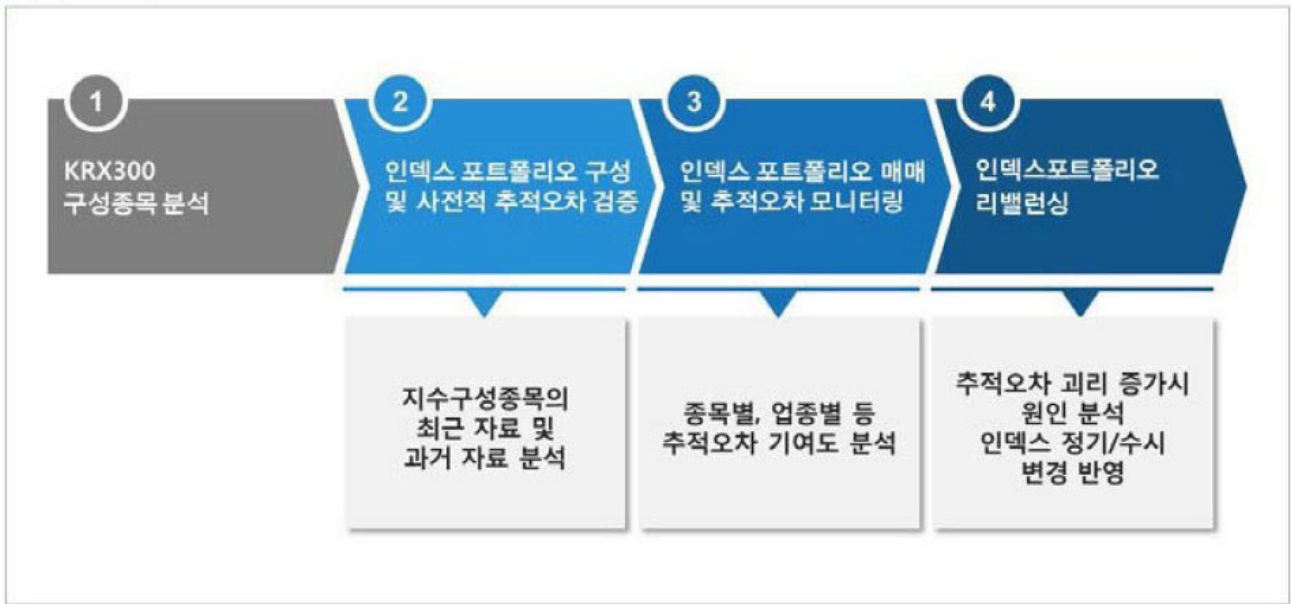 1
KRX300
구성종목 분석
2
인덱스 포트폴리오 구성
및 사전적 추적오차 검증
3
인덱스 포트폴리오 매매
및 추적오차 모니터링
4
인덱스포트폴리오
리밸런싱
지수구성종목의
최근 자료 및
과거 자료 분석
종목별, 업종별 등
추적오차 기여도 분석
추적오차 괴리 증가시
원인 분석
인덱스 정기/수시
변경 반영